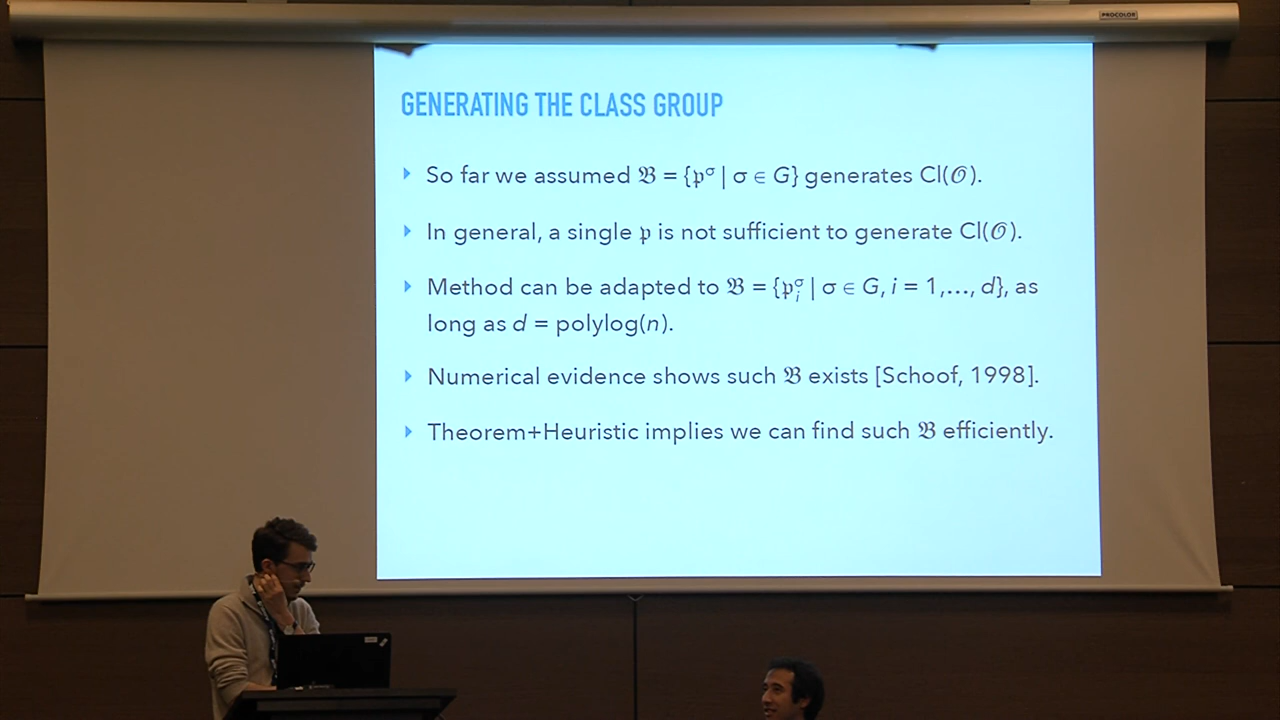 PROCOLOR
GENERATING THE CLASS GROUP
So far we assumed 𝔅 = {𝔭^σ | σ ∈ G} generates Cl(𝒪).
In general, a single 𝔭 is not sufficient to generate Cl(𝒪).
Method can be adapted to 𝔅 = {𝔭_i^σ | σ ∈ G, i = 1,..., d}, as
long as d = polylog(n).
Numerical evidence shows such 𝔅 exists [Schoof, 1998].
Theorem+Heuristic implies we can find such 𝔅 efficiently.